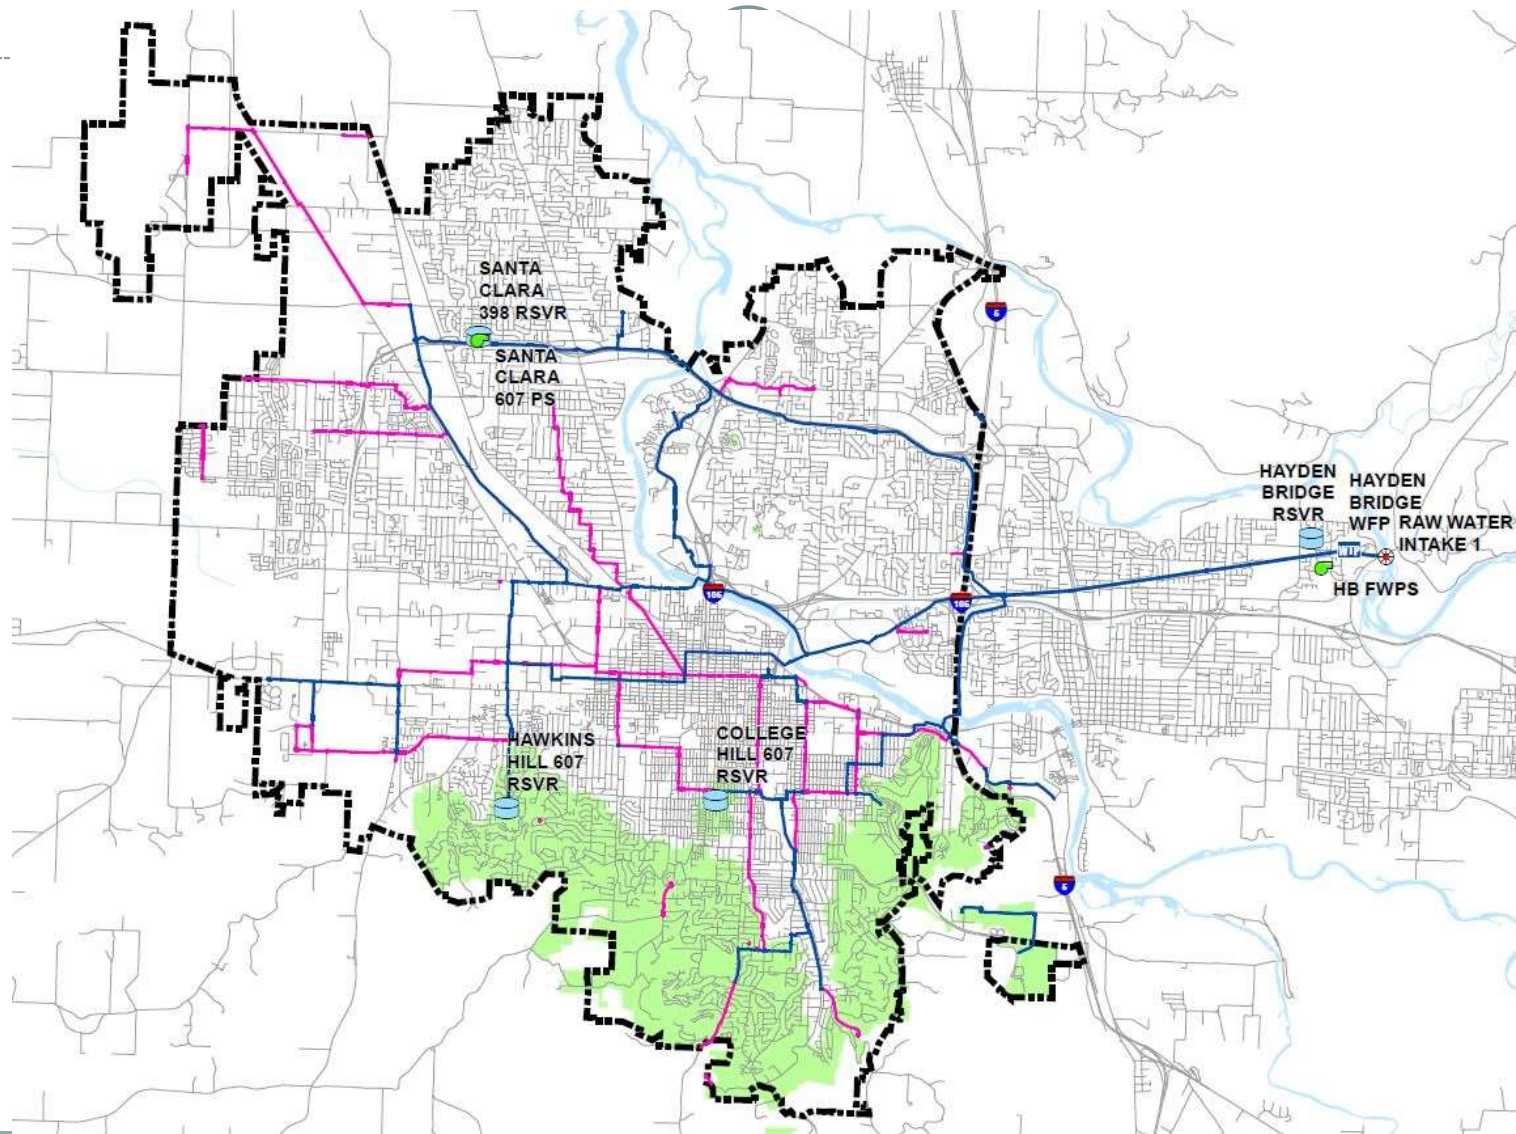 SANTA
CLARA
398 RSVR
5
SANTA
CLARA
607 PS
HAYDEN
BRIDGE
RSVR
HAYDEN
BRIDGE
WFP
RAW WATER
INTAKE 1
HB FWPS
105
105
HAWKINS
HILL 607
RSVR
COLLEGE
HILL 607
RSVR
5